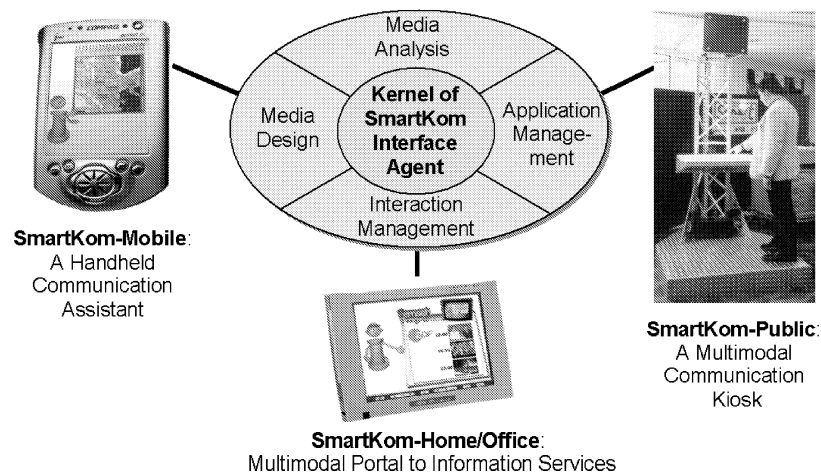 COMPAQ
Media
Analysis
Media
Design
Kernel of
SmartKom
Interface
Agent
Application
Manage-
ment
Interaction
Management
SmartKom-Mobile:
A Handheld
Communication
Assistant
SmartKom-Public:
A Multimodal
Communication
Kiosk
SmartKom-Home/Office:
Multimodal Portal to Information Services